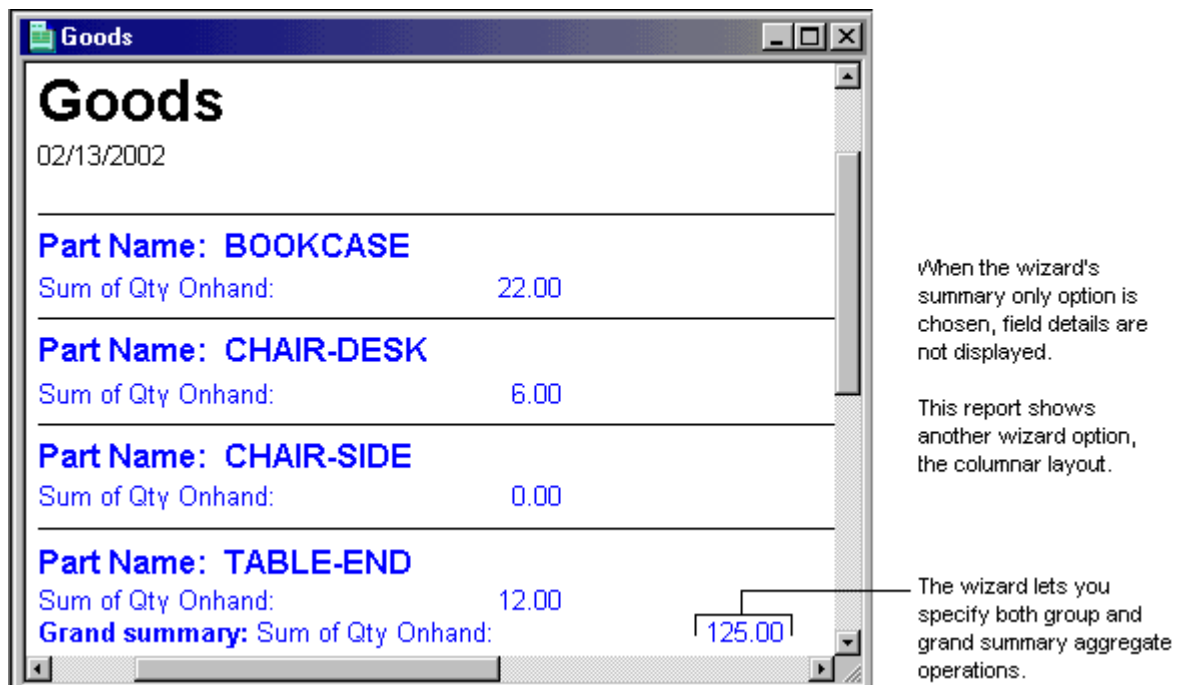 Goods
Goods
02/13/2002
Part Name: BOOKCASE
Sum of Qty Onhand: 22.00
Part Name: CHAIR-DESK
Sum of Qty Onhand: 6.00
Part Name: CHAIR-SIDE
Sum of Qty Onhand: 0.00
Part Name: TABLE-END
Sum of Qty Onhand: 12.00
Grand summary: Sum of Qty Onhand: 125.00
When the wizard's
summary only option is
chosen, field details are
not displayed.
This report shows
another wizard option,
the columnar layout.
The wizard lets you
specify both group and
grand summary aggregate
operations.